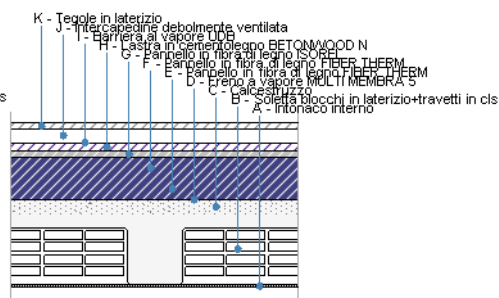 K - Tegole in laterizio
J - Intercapedine debolmente ventilata
I - Barriera al vapore UDB
H - Lastra in cementolegno BETONWOOD N
G - Pannello in fibra di legno ISOREL
F - Pannello in fibra di legno FIBER THERM
E - Pannello in fibra di legno FIBER THERM
D - Freno a vapore MULTI MEMBRA 5
C - Calcestruzzo
B - Soletta blocchi in laterizio+travetti in cls
s
A - Intonaco interno